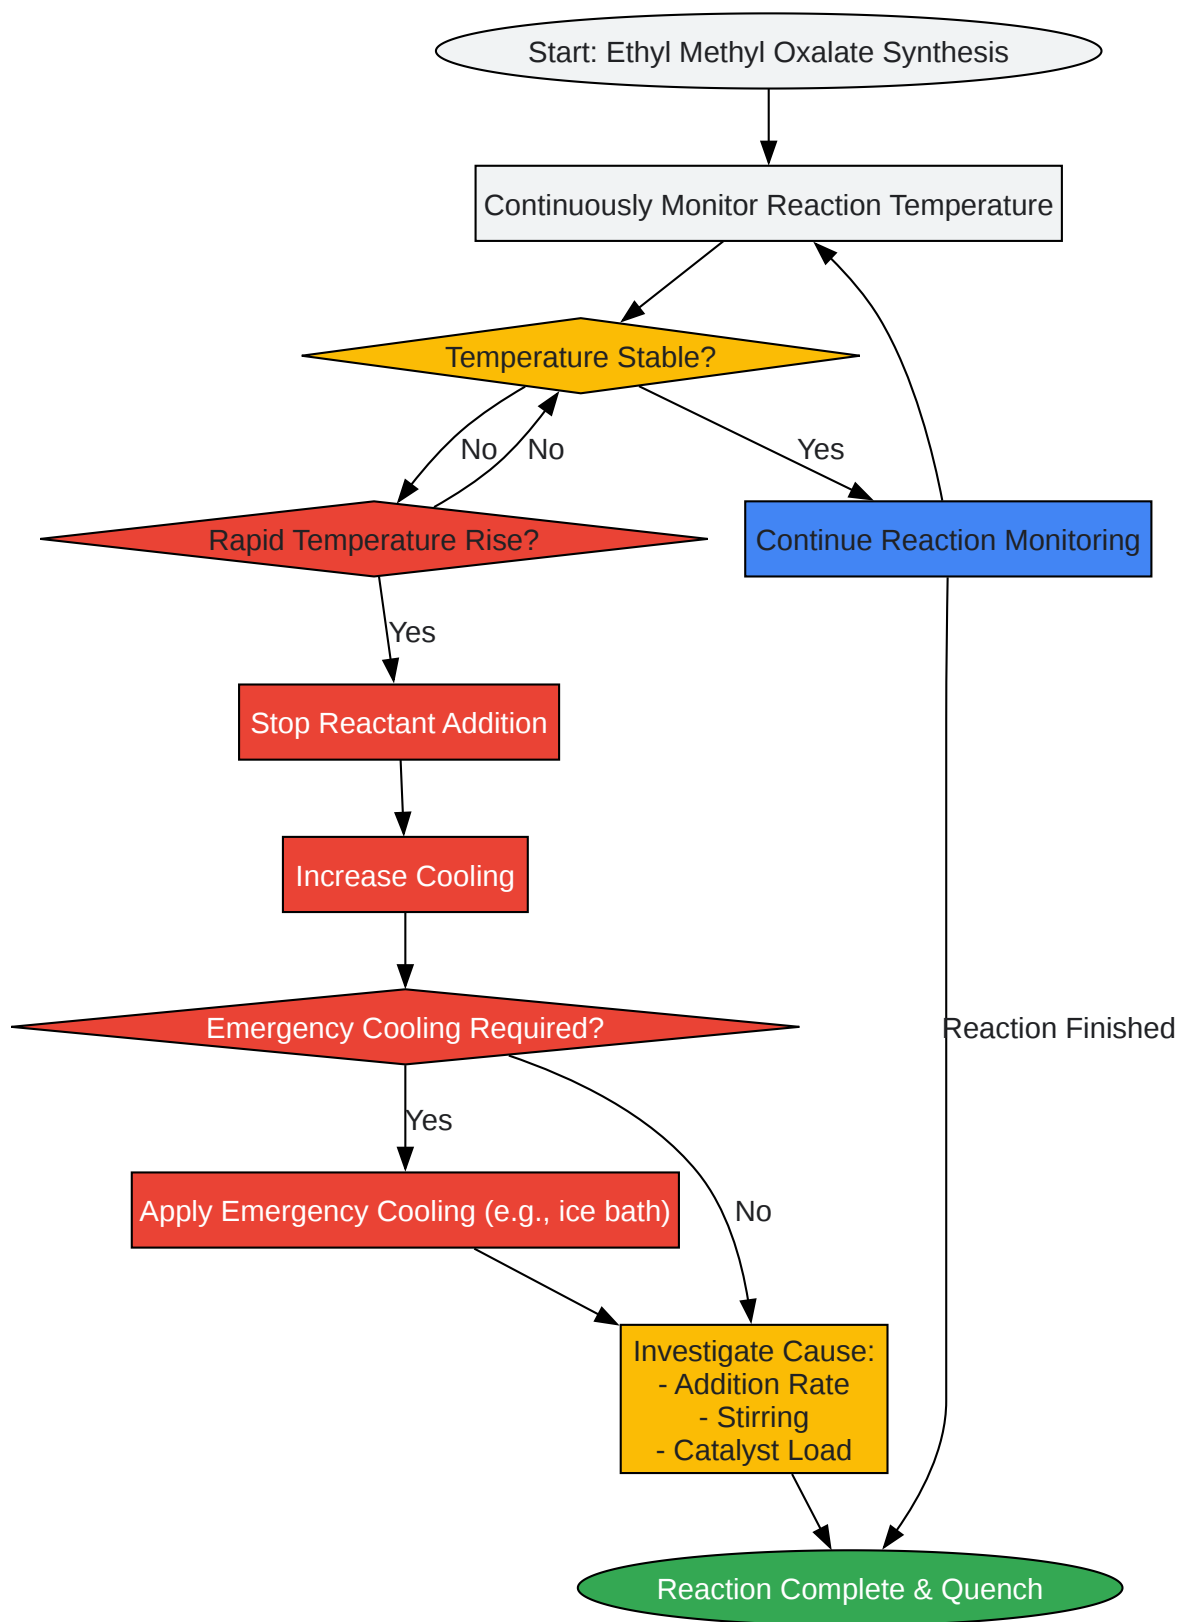 Start: Ethyl Methyl Oxalate Synthesis
Continuously Monitor Reaction Temperature
Temperature Stable?
No
No
Yes
Rapid Temperature Rise?
Continue Reaction Monitoring
Yes
Stop Reactant Addition
Increase Cooling
Emergency Cooling Required?
Reaction Finished
Yes
Apply Emergency Cooling (e.g., ice bath)
No
Investigate Cause:
- Addition Rate
- Stirring
- Catalyst Load
Reaction Complete & Quench